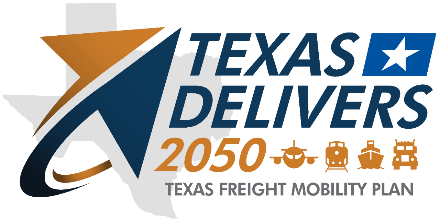 TEXAS
DELIVERS
2050
TEXAS FREIGHT MOBILITY PLAN